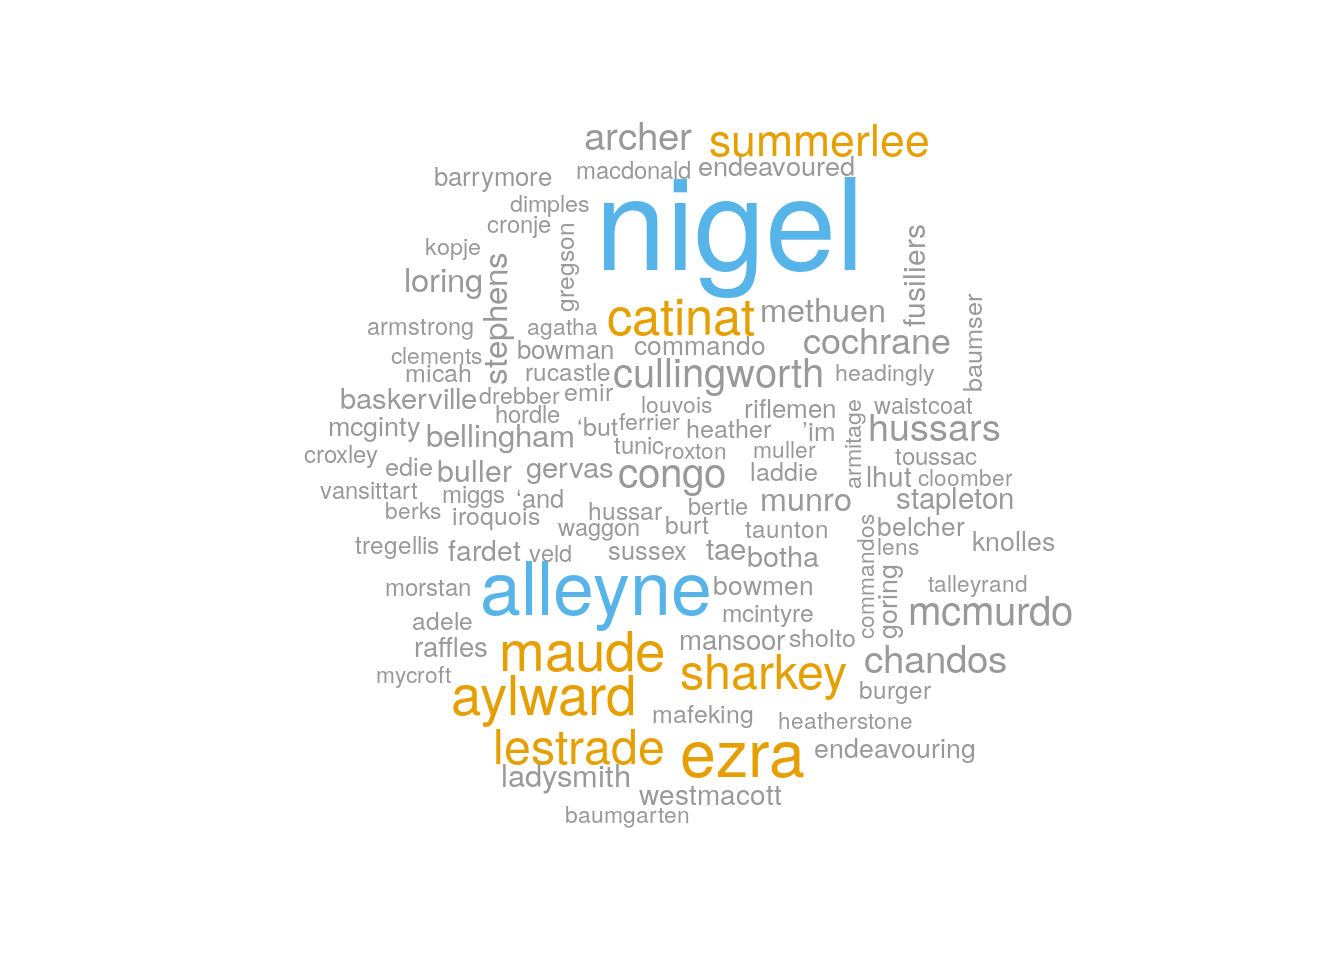 archer summerlee
macdonald endeavoured
barrymore
nigel
dimples
cronje
kopje
gregson
fusiliers
loring
stephens
catinat methuen
baumser
armstrong agatha
cochrane
clements bowman commando
micah rucastle cullingworth headingly
baskerville drebber emir
louvois riflemen waistcoat
hordle
mcginty ‘but ferrier heather ’im hussars
armitage
bellingham
tunic roxton muller
croxley toussac
edie buller gervas congo laddie lhut cloomber
vansittart miggs ‘and munro stapleton
berks iroquois hussar bertie
waggon burt taunton belcher
commandos
tregellis fardet veld sussex tae botha lens knolles
morstan alleyne bowmen goring talleyrand
adele mcintyre mcmurdo
raffles maude mansoor sholto
mycroft sharkey chandos
aylward burger
mafeking heatherstone
lestrade ezra endeavouring
ladysmith
westmacott
baumgarten